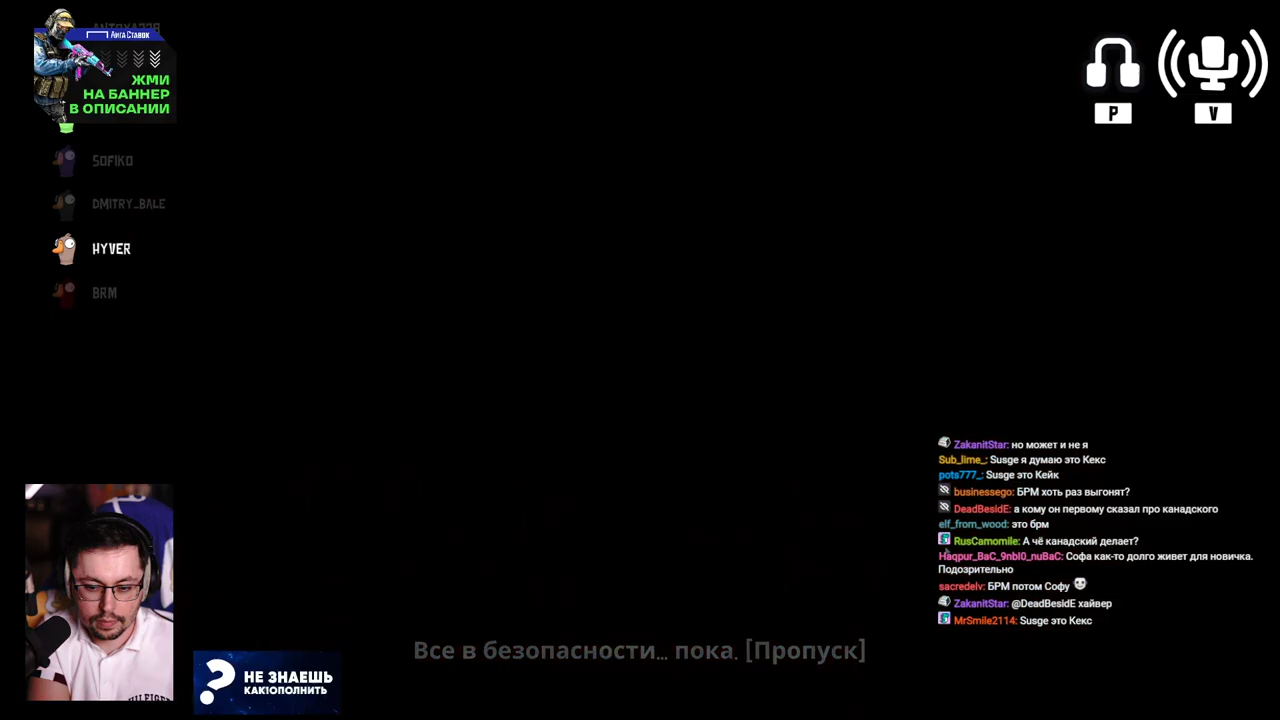 ANTOXA228
Лига Ставок
ЖМИ
НА БАННЕР
В ОПИСАНИИ
SOFIKO
DMITRY_BALE
HYVER
BRM
P
V
ZakanitStar: но может и не я
Sub_lime_: Susge я думаю это Кекс
pots777_: Susge это Кейк
businessego: БРМ хоть раз выгонят?
DeadBesidE: а кому он первому сказал про канадского
elf_from_wood: это брм
RusCamomile: А чё канадский делает?
Haqpur_BaC_9nbI0_nuBaC: Софа как-то долго живет для новичка.
Подозрительно
sacredelv: БРМ потом Софу
ZakanitStar: @DeadBesidE хайвер
MrSmile2114: Susge это Кекс
Все в безопасности... пока. [Пропуск]
НЕ ЗНАЕШЬ